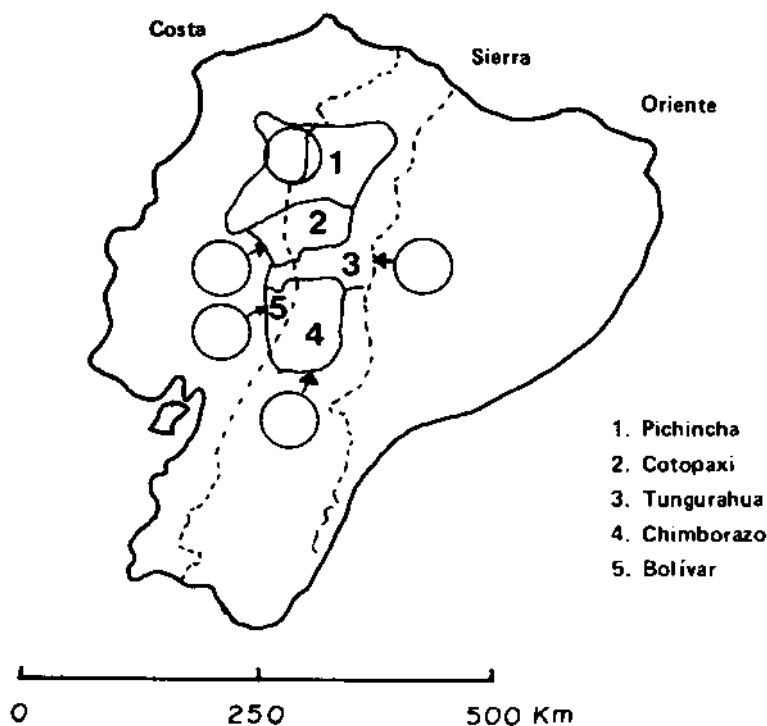 Costa
Sierra
Oriente
1
2
3
5
4
1. Pichincha
2. Cotopaxi
3. Tungurahua
4. Chimborazo
5. Bolívar
0 250 500 Km